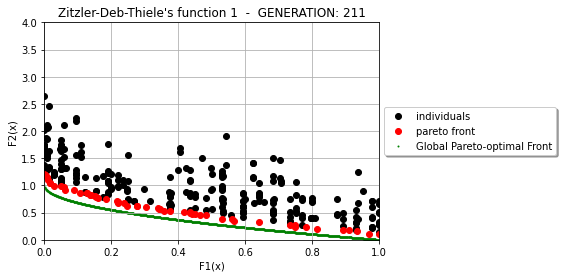 Zitzler-Deb-Thiele's function 1 - GENERATION: 211
4.0
3.5
3.0
2.5
2.0
1.5
1.0
0.5
0.0
F2(x)
0.0 0.2 0.4 0.6 0.8 1.0
F1(x)
individuals
pareto front
Global Pareto-optimal Front